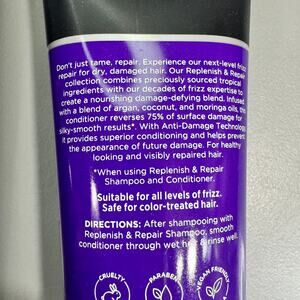 Don't just tame, repair. Experience our next-level frizz
repair for dry, damaged hair. Our Replenish & Repair
collection combines preciously sourced tropical
ingredients with our decades of frizz expertise to
create a nourishing damage-defying blend. Infused
with a blend of argan, coconut, and moringa oils, this
conditioner reverses 75% of surface damage for
silky-smooth results*. With Anti-Damage Technology,
it provides superior conditioning and helps prevent
the appearance of future damage. For healthy
looking and visibly repaired hair.
*When using Replenish & Repair
Shampoo and Conditioner.
Suitable for all levels of frizz.
Safe for color-treated hair.
DIRECTIONS: After shampooing with
Replenish & Repair Shampoo, smooth
conditioner through wet hair & rinse well.
CRUELTY
PARABEN
VEGAN FRIENDLY